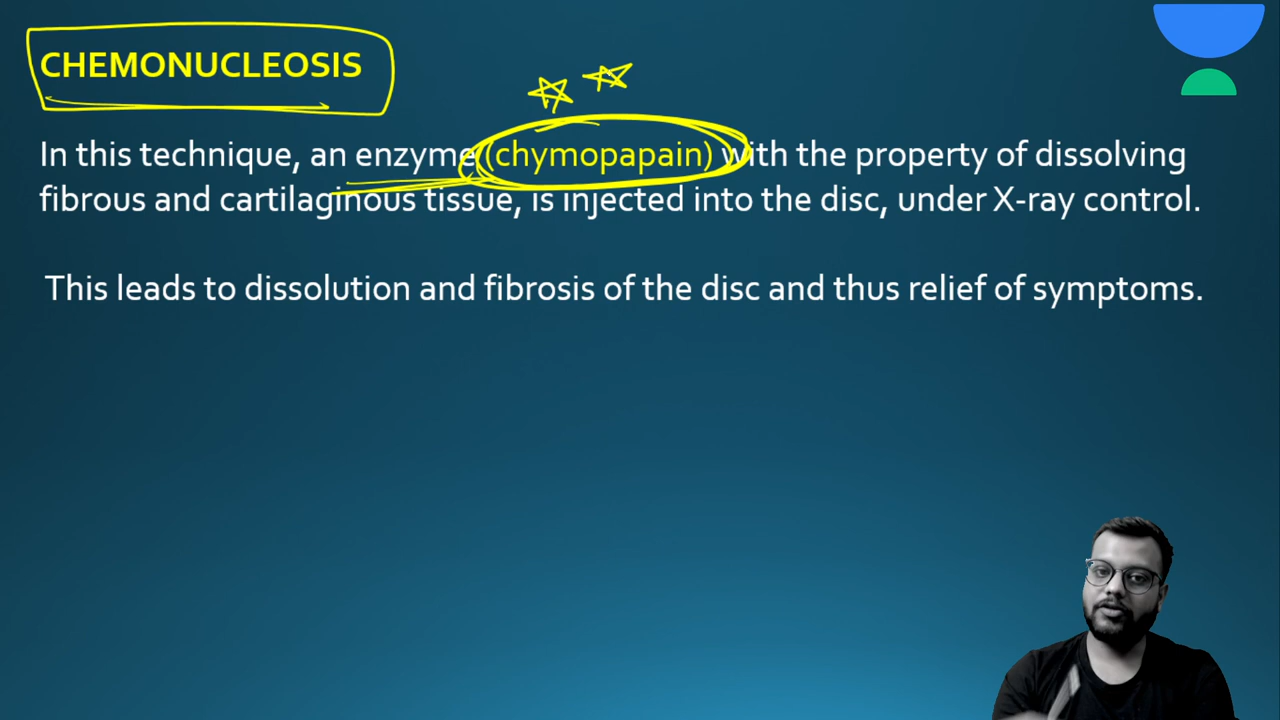 CHEMONUCLEOSIS
In this technique, an enzyme (chymopapain) with the property of dissolving
fibrous and cartilaginous tissue, is injected into the disc, under X-ray control.
This leads to dissolution and fibrosis of the disc and thus relief of symptoms.